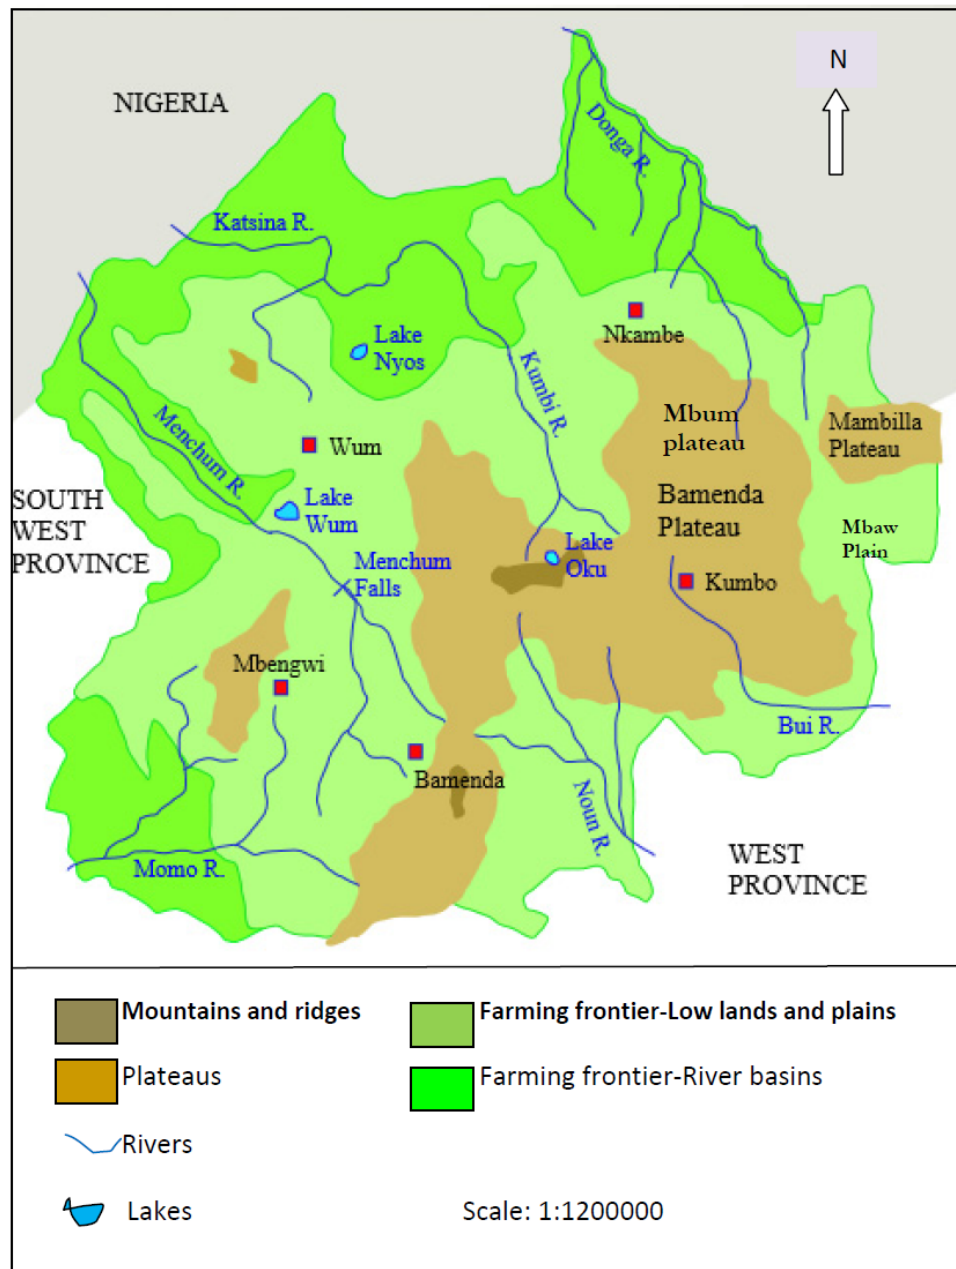 N
NIGERIA
Donga R.
Katsina R.
Lake
Nyos
Nkambe
Kumbi R.
Mbum
plateau
Mambilla
Plateau
Menchum R.
Wum
SOUTH
WEST
PROVINCE
Lake
Wum
Bamenda
Plateau
Mbaw
Plain
Menchum
Falls
Lake
Oku
Kumbo
Mbengwi
Bui R.
Bamenda
Noun R.
Momo R.
WEST
PROVINCE
Mountains and ridges
Farming frontier-Low lands and plains
Plateaus
Farming frontier-River basins
Rivers
Lakes
Scale: 1:1200000